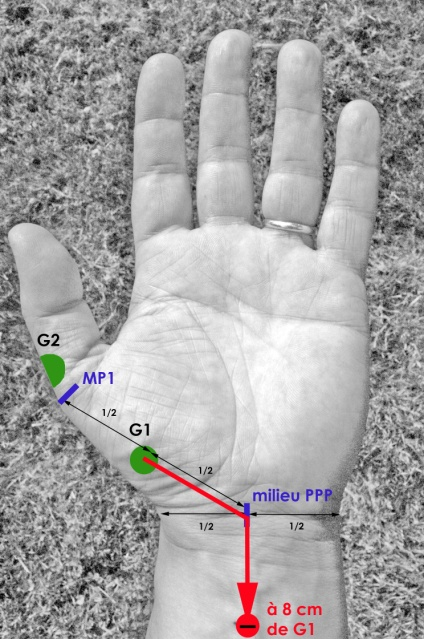 G2
MP1
1/2
G1
1/2
milieu PPP
1/2
1/2
à 8 cm
de G1